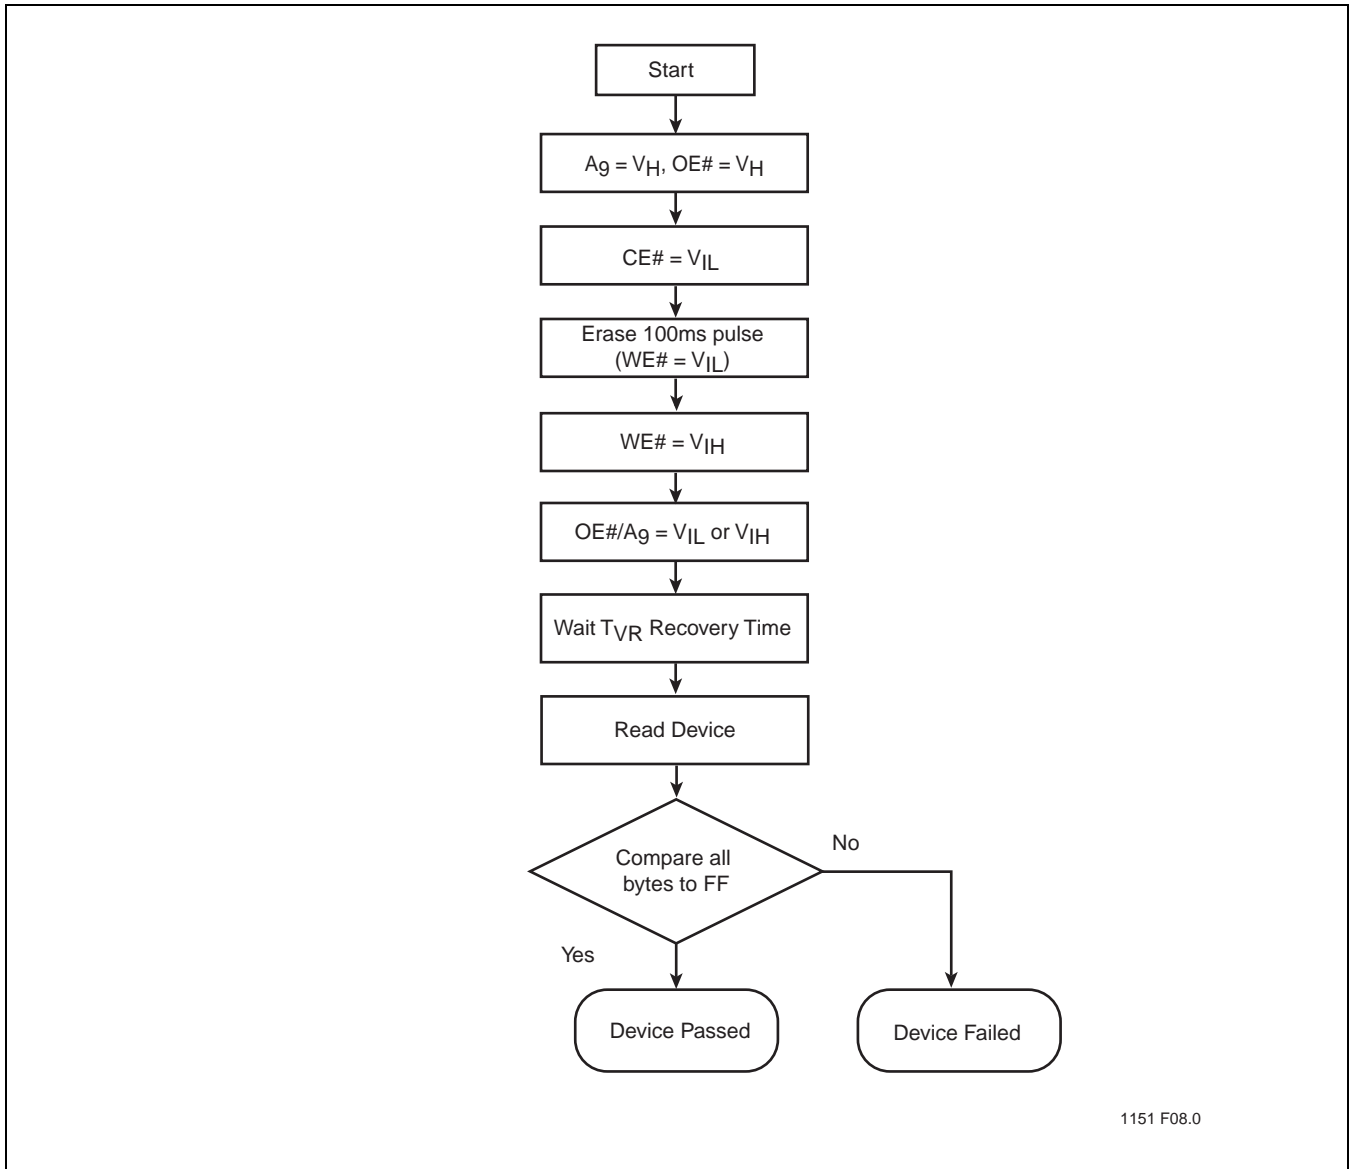 Start
A9 = VH, OE# = VH
CE# = VIL
Erase 100ms pulse
(WE# = VIL)
WE# = VIH
OE#/A9 = VIL or VIH
Wait TVR Recovery Time
Read Device
Compare all
bytes to FF
No
Yes
Device Passed
Device Failed
1151 F08.0